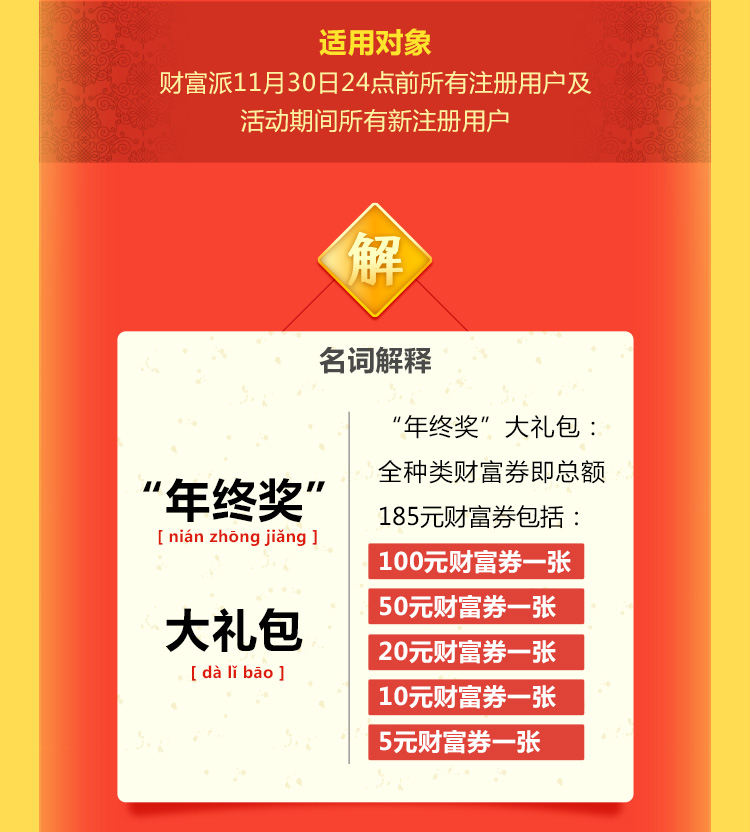 适用对象
财富派11月30日24点前所有注册用户及
活动期间所有新注册用户
解
名词解释
“年终奖”
[ nián zhōng jiǎng ]
大礼包
[ dà lǐ bāo ]
“年终奖”大礼包：
全种类财富券即总额
185元财富券包括：
100元财富券一张
50元财富券一张
20元财富券一张
10元财富券一张
5元财富券一张